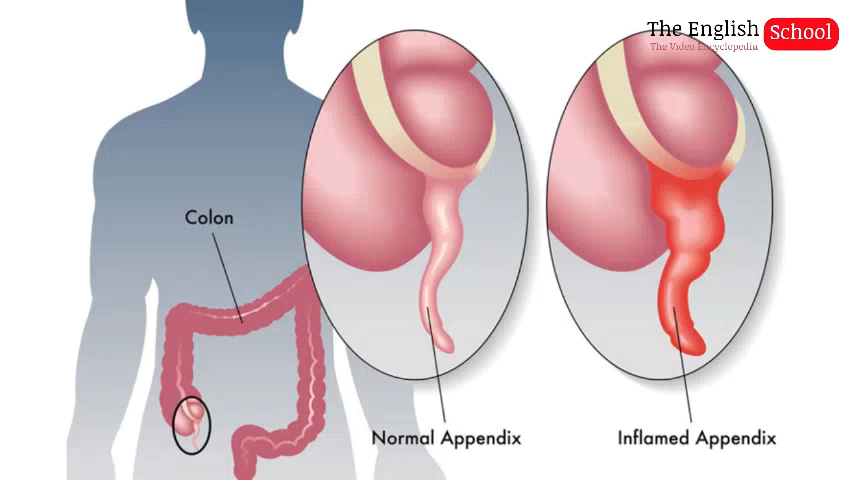 The English School
The Video Encyclopedia
Colon
Normal Appendix
Inflamed Appendix